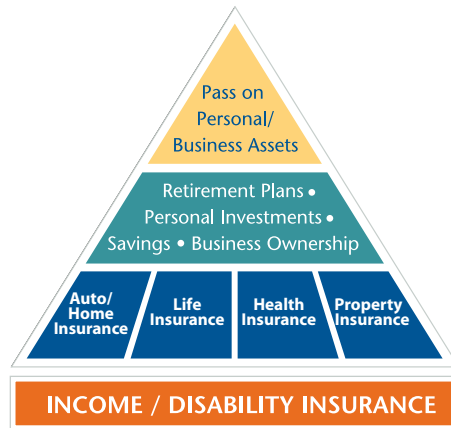 Pass on
Personal/
Business Assets
Retirement Plans •
Personal Investments •
Savings • Business Ownership
Auto/
Home
Insurance
Life
Insurance
Health
Insurance
Property
Insurance
INCOME / DISABILITY INSURANCE